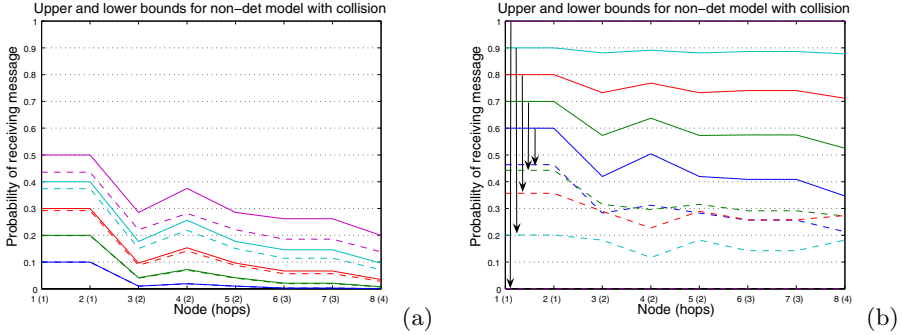 Upper and lower bounds for non-det model with collision
Probability of receiving message
1
0.9
0.8
0.7
0.6
0.5
0.4
0.3
0.2
0.1
0
1 (1) 2 (1) 3 (2) 4 (2) 5 (2) 6 (3) 7 (3) 8 (4)
Node (hops)
(a)
Upper and lower bounds for non-det model with collision
Probability of receiving message
1
0.9
0.8
0.7
0.6
0.5
0.4
0.3
0.2
0.1
0
1 (1) 2 (1) 3 (2) 4 (2) 5 (2) 6 (3) 7 (3) 8 (4)
Node (hops)
(b)